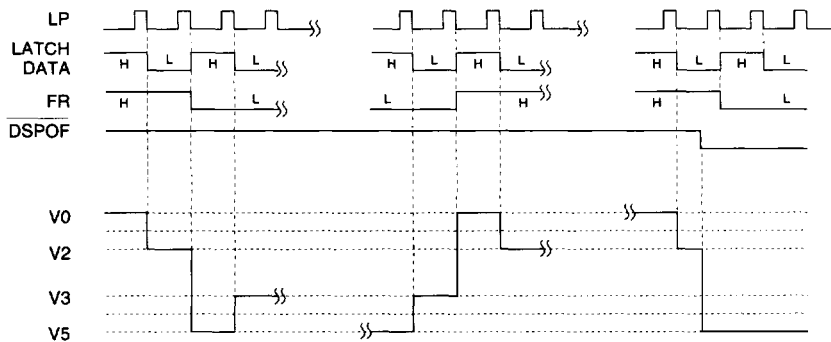 LP
LATCH DATA
H L H L H L H L H L H L
FR
H L L H H L
DSPOF
V0
V2
V3
V5